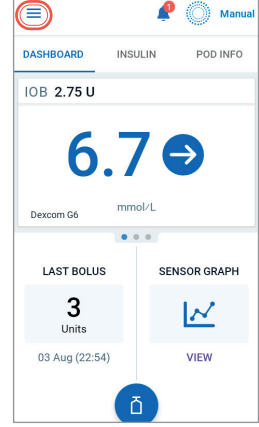 1
Manual
DASHBOARD INSULIN POD INFO
IOB 2.75 U
6.7
mmol/L
Dexcom G6
LAST BOLUS
3
Units
03 Aug (22:54)
SENSOR GRAPH
VIEW